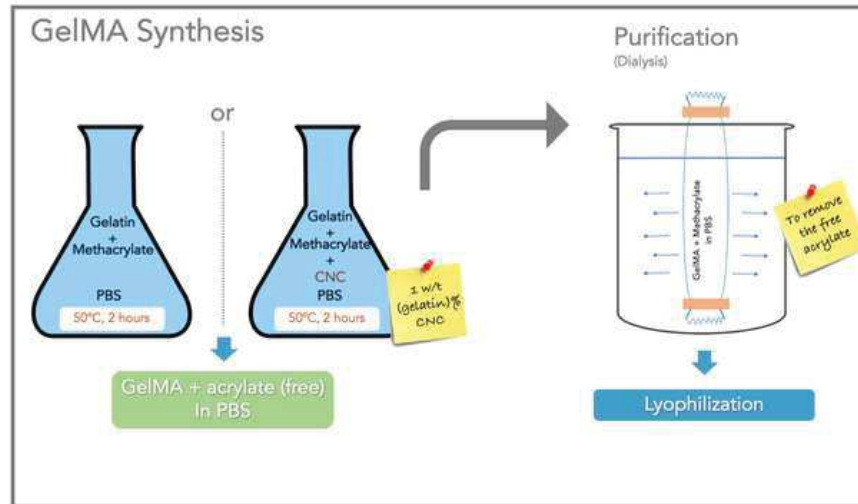 GelMA Synthesis
or
Gelatin
+
Methacrylate
PBS
50°C, 2 hours
Gelatin
+
Methacrylate
+
CNC
PBS
50°C, 2 hours
1 w/t
(gelatin)%
CNC
GelMA + acrylate (free)
In PBS
Purification
(Dialysis)
GelMA + Methacrylate
in PBS
To remove
the free
acrylate
Lyophilization